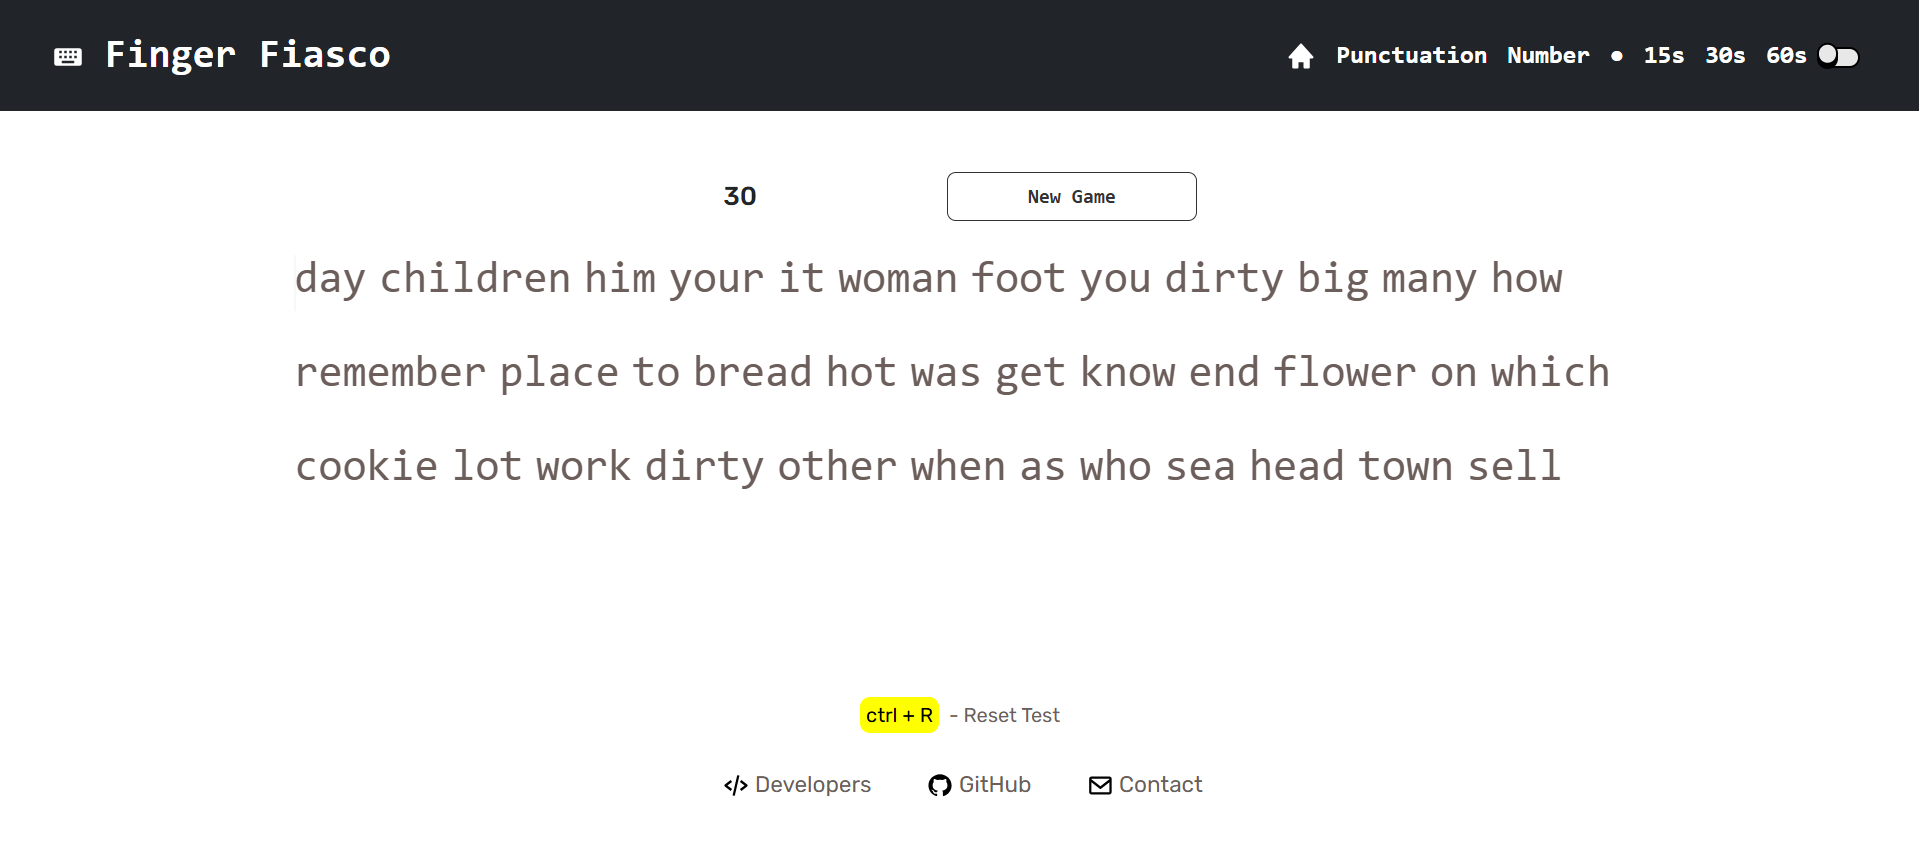 Finger Fiasco
Punctuation Number 15s 30s 60s
30
New Game
day children him your it woman foot you dirty big many how
remember place to bread hot was get know end flower on which
cookie lot work dirty other when as who sea head town sell
ctrl + R - Reset Test
Developers GitHub Contact